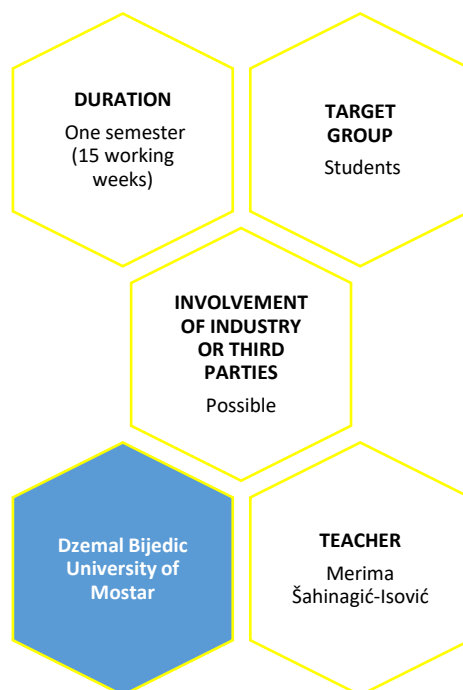 DURATION
One semester
(15 working
weeks)
TARGET
GROUP
Students
INVOLVEMENT
OF INDUSTRY
OR THIRD
PARTIES
Possible
Dzemal Bijedic
University of
Mostar
TEACHER
Merima
Šahinagić-Isović